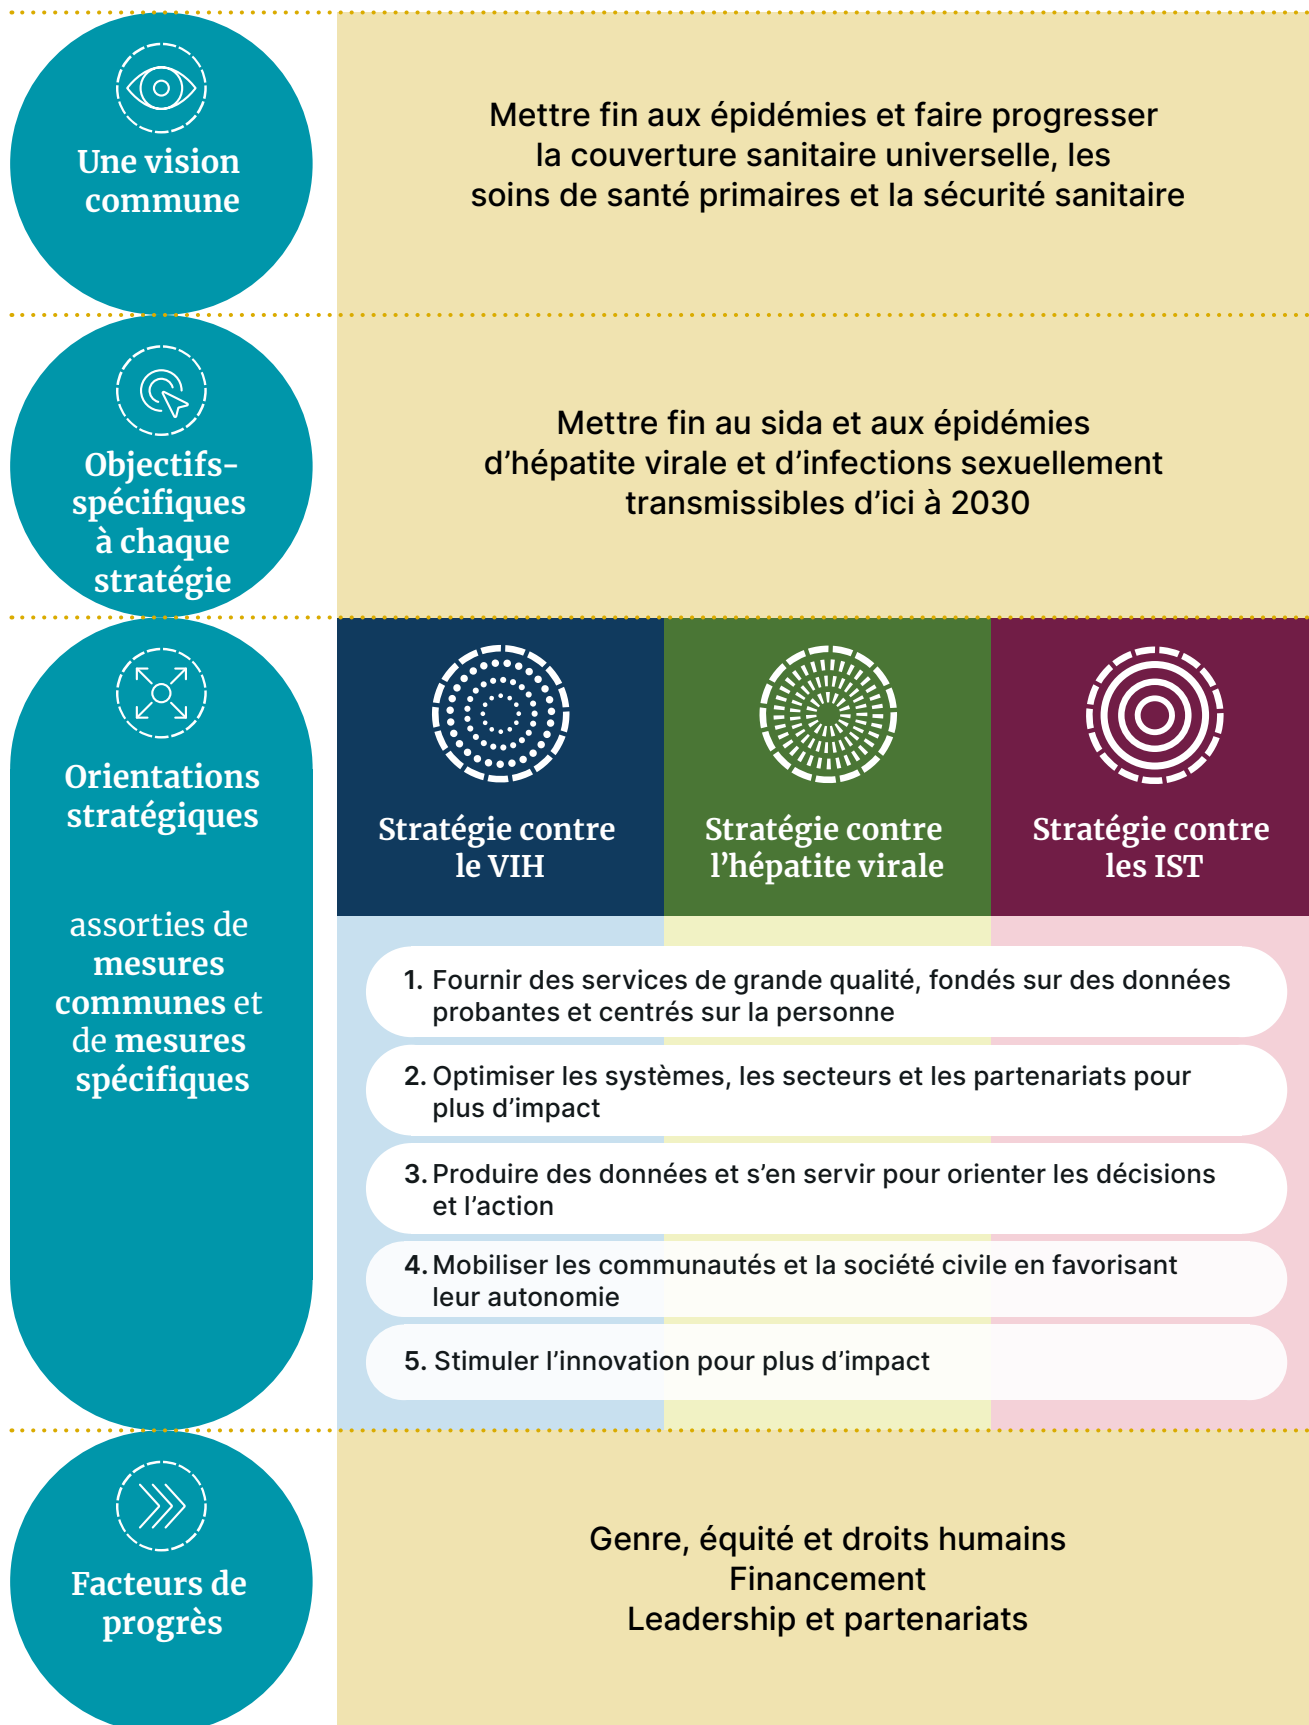 Une vision
commune
Mettre fin aux épidémies et faire progresser
la couverture sanitaire universelle, les
soins de santé primaires et la sécurité sanitaire
Objectifs-
spécifiques
à chaque
stratégie
Mettre fin au sida et aux épidémies
d’hépatite virale et d’infections sexuellement
transmissibles d’ici à 2030
Orientations
stratégiques
assorties de
mesures
communes et
de mesures
spécifiques
Stratégie contre
le VIH
Stratégie contre
l’hépatite virale
Stratégie contre
les IST
1. Fournir des services de grande qualité, fondés sur des données
probantes et centrés sur la personne
2. Optimiser les systèmes, les secteurs et les partenariats pour
plus d’impact
3. Produire des données et s’en servir pour orienter les décisions
et l’action
4. Mobiliser les communautés et la société civile en favorisant
leur autonomie
5. Stimuler l’innovation pour plus d’impact
Facteurs de
progrès
Genre, équité et droits humains
Financement
Leadership et partenariats